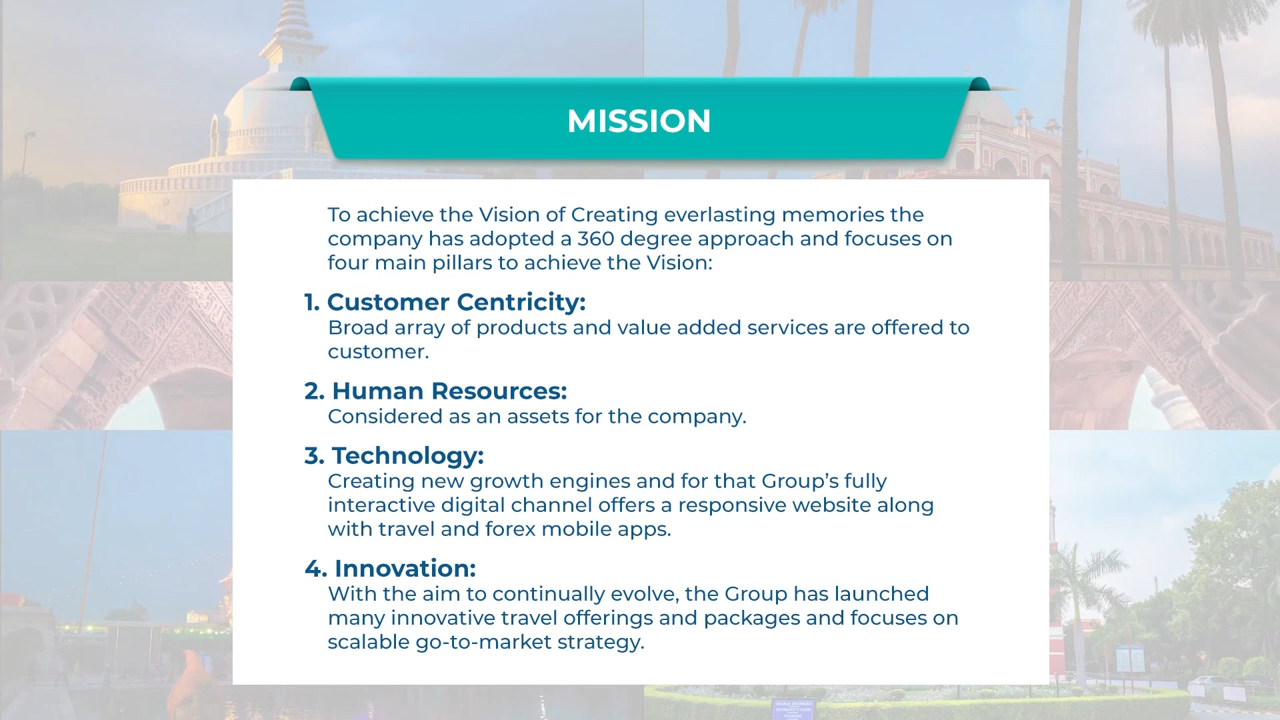 MISSION
To achieve the Vision of Creating everlasting memories the
company has adopted a 360 degree approach and focuses on
four main pillars to achieve the Vision:
1. Customer Centricity:
Broad array of products and value added services are offered to
customer.
2. Human Resources:
Considered as an assets for the company.
3. Technology:
Creating new growth engines and for that Group’s fully
interactive digital channel offers a responsive website along
with travel and forex mobile apps.
4. Innovation:
With the aim to continually evolve, the Group has launched
many innovative travel offerings and packages and focuses on
scalable go-to-market strategy.